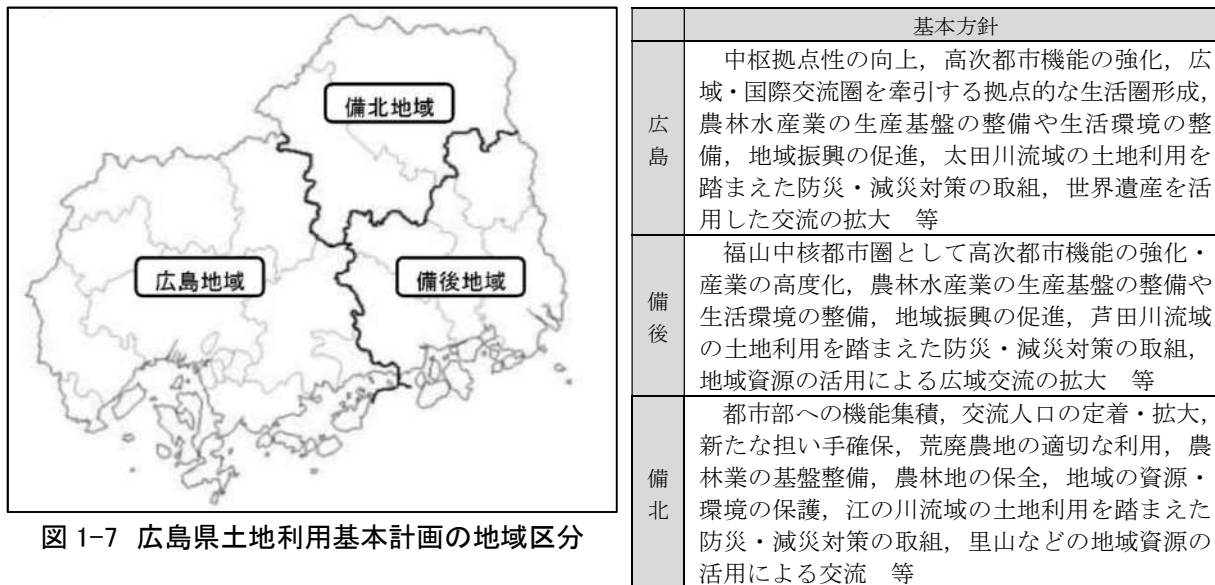 備北地域
広島地域
備後地域
図 1-7 広島県土地利用基本計画の地域区分
基本方針
広島
中枢拠点性の向上，高次都市機能の強化，広
域・国際交流圏を牽引する拠点的な生活圏形成，
農林水産業の生産基盤の整備や生活環境の整
備，地域振興の促進，太田川流域の土地利用を
踏まえた防災・減災対策の取組，世界遺産を活
用した交流の拡大　等
備後
福山中核都市圏として高次都市機能の強化・
産業の高度化，農林水産業の生産基盤の整備や
生活環境の整備，地域振興の促進，芦田川流域
の土地利用を踏まえた防災・減災対策の取組，
地域資源の活用による広域交流の拡大　等
備北
都市部への機能集積，交流人口の定着・拡大，
新たな担い手確保，荒廃農地の適切な利用，農
林業の基盤整備，農林地の保全，地域の資源・
環境の保護，江の川流域の土地利用を踏まえた
防災・減災対策の取組，里山などの地域資源の
活用による交流　等